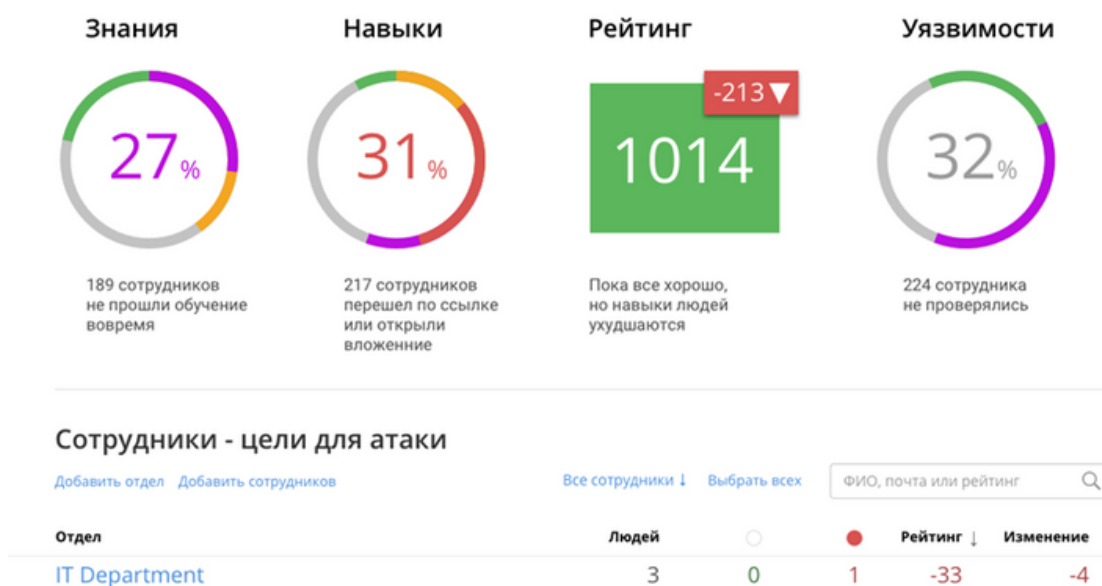 Знания
27%
189 сотрудников
не прошли обучение
вовремя
Навыки
31%
217 сотрудников
перешел по ссылке
или открыли
вложенние
Рейтинг
-213▼
1014
Пока все хорошо,
но навыки людей
ухудшаются
Уязвимости
32%
224 сотрудника
не проверялись
Сотрудники - цели для атаки
Добавить отдел Добавить сотрудников
Все сотрудники ↓ Выбрать всех ФИО, почта или рейтинг
Отдел Людей Рейтинг ↓ Изменение
IT Department 3 0 1 -33 -4